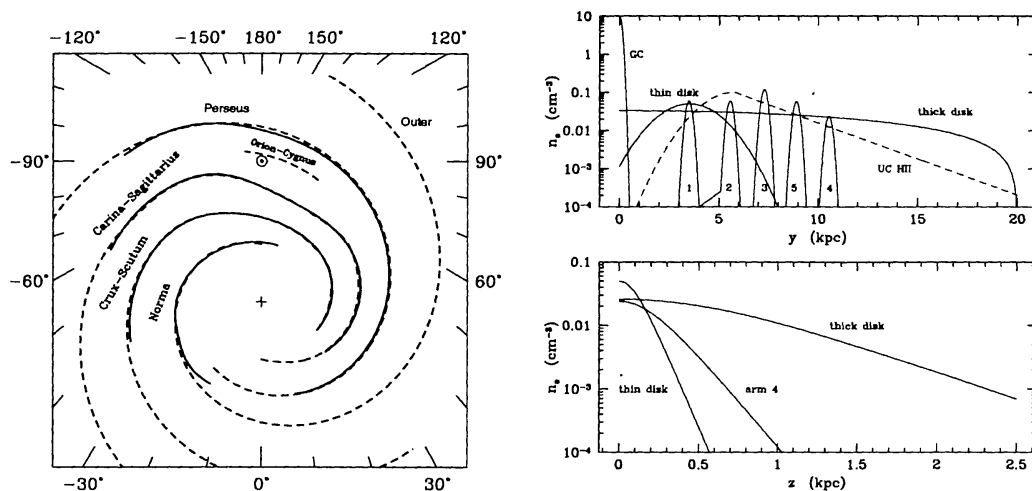 -120° -150° 180° 150° 120°
Perseus
Outer
Orion-Cygnus
-90° 90°
Carina-Sagittarius
Crux-Scutum
Norma
-60° 60°
-30° 0° 30°
10
1
0.1
0.01
10⁻³
10⁻⁴
nₑ (cm⁻³)
GC
thin disk
thick disk
UC HII
1 2 3 5 4
0 5 10 15 20
y (kpc)
0.1
0.01
10⁻³
10⁻⁴
nₑ (cm⁻³)
thick disk
thin disk
arm 4
0 0.5 1 1.5 2 2.5
z (kpc)